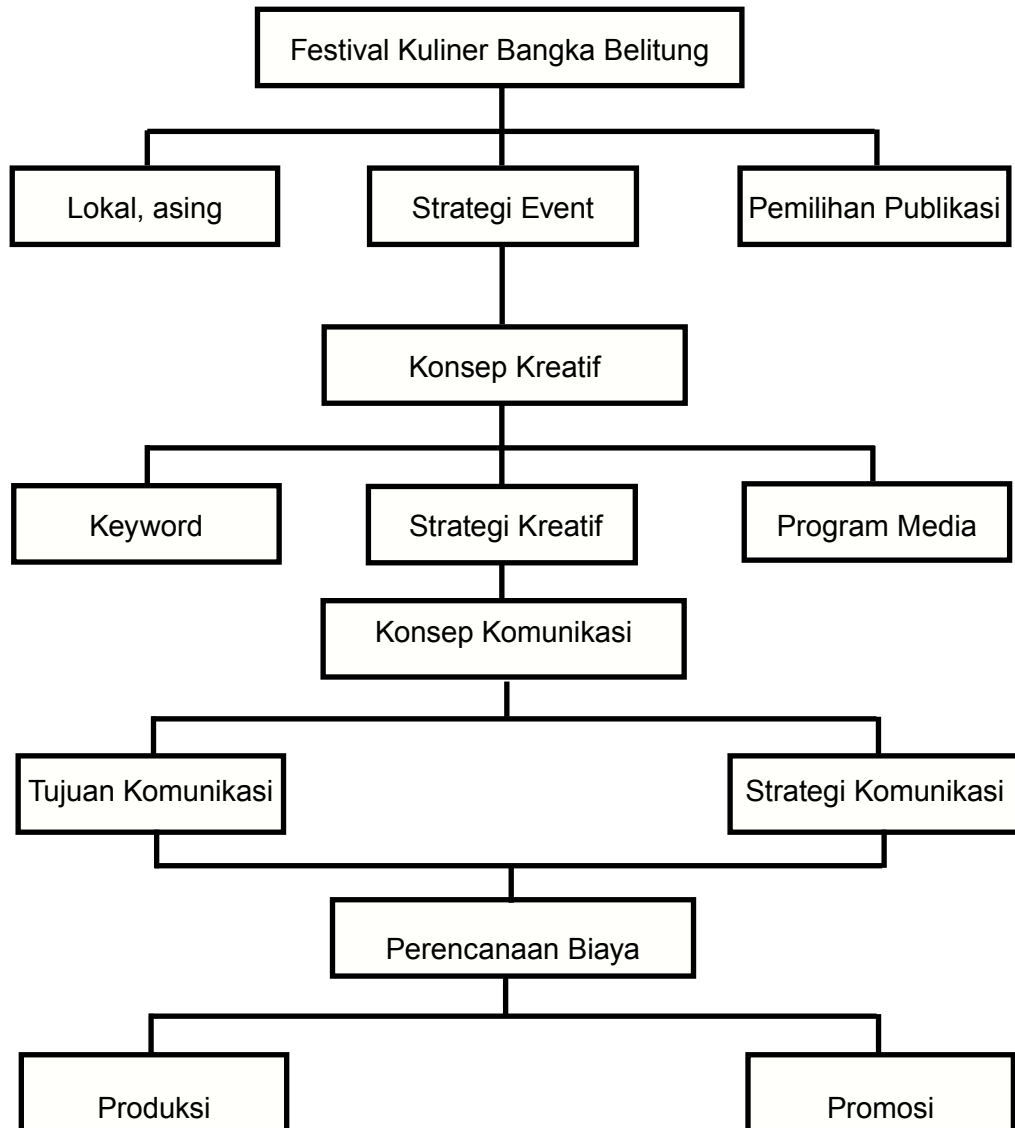 Festival Kuliner Bangka Belitung
Lokal, asing
Strategi Event
Pemilihan Publikasi
Konsep Kreatif
Keyword
Strategi Kreatif
Program Media
Konsep Komunikasi
Tujuan Komunikasi
Strategi Komunikasi
Perencanaan Biaya
Produksi
Promosi